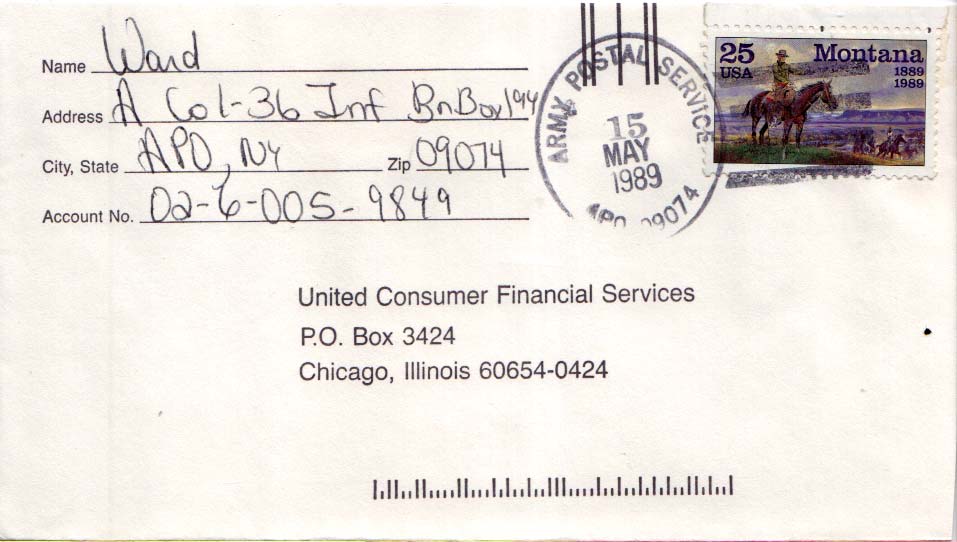 Name Ward
Address A Co 1-36 Inf Bn Box 194
City, State APO, NY Zip 09074
Account No. 02-6-005-9849
ARMY POSTAL SERVICE
15
MAY
1989
APO 09074
25 Montana
USA 1889
1989
United Consumer Financial Services
P.O. Box 3424
Chicago, Illinois 60654-0424